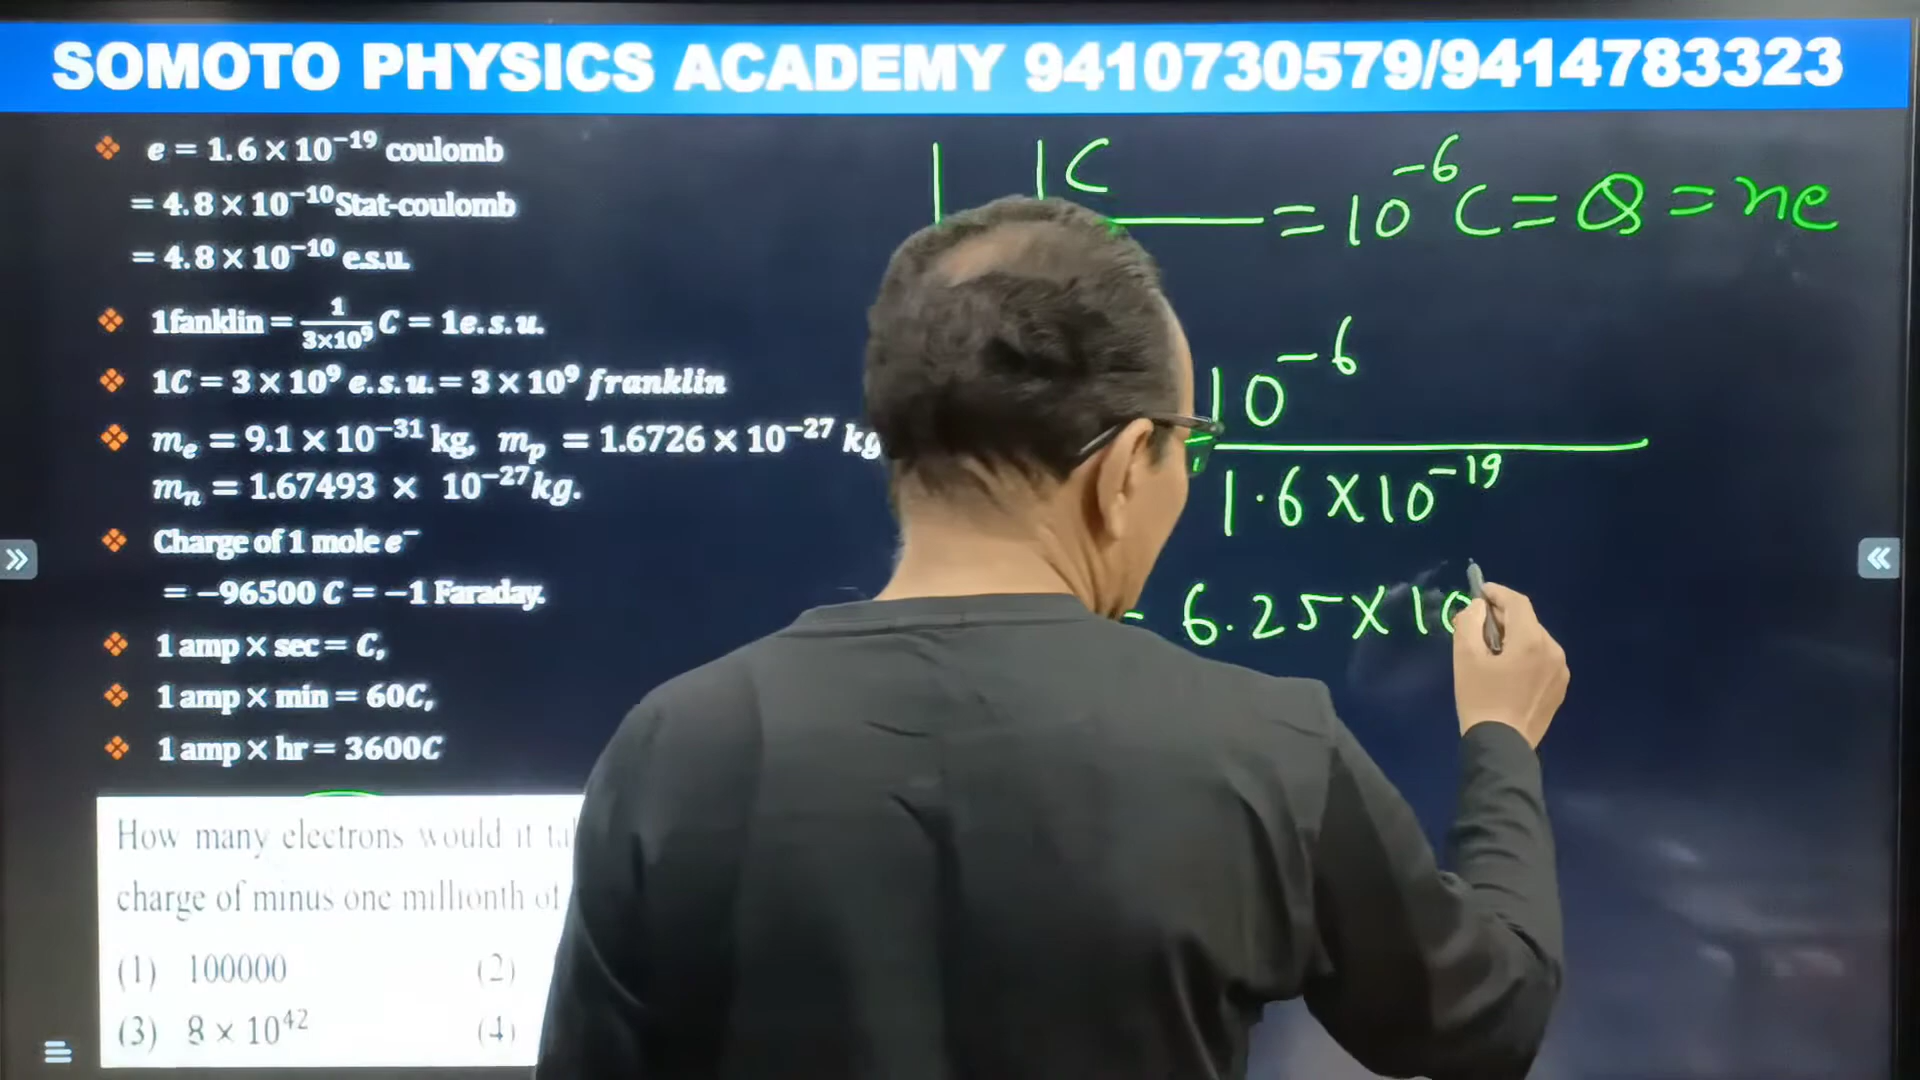 SOMOTO PHYSICS ACADEMY 9410730579/9414783323
❖ e = 1.6 × 10⁻¹⁹ coulomb
= 4.8 × 10⁻¹⁰ Stat-coulomb
= 4.8 × 10⁻¹⁰ e.s.u.
❖ 1fanklin = 1/(3×10⁹) C = 1e.s.u.
❖ 1C = 3 × 10⁹ e.s.u. = 3 × 10⁹ franklin
❖ mₑ = 9.1 × 10⁻³¹ kg, mₚ = 1.6726 × 10⁻²⁷ kg
mₙ = 1.67493 × 10⁻²⁷kg.
❖ Charge of 1 mole e⁻
= −96500 C = −1 Faraday.
❖ 1 amp × sec = C,
❖ 1 amp × min = 60C,
❖ 1 amp × hr = 3600C
How many electrons would it
charge of minus one millionth of
(1) 100000 (2)
(3) 8 × 10⁴² (4)
1C
= 10⁻⁶C = Q = ne
10⁻⁶
1.6 × 10⁻¹⁹
6.25 × 10